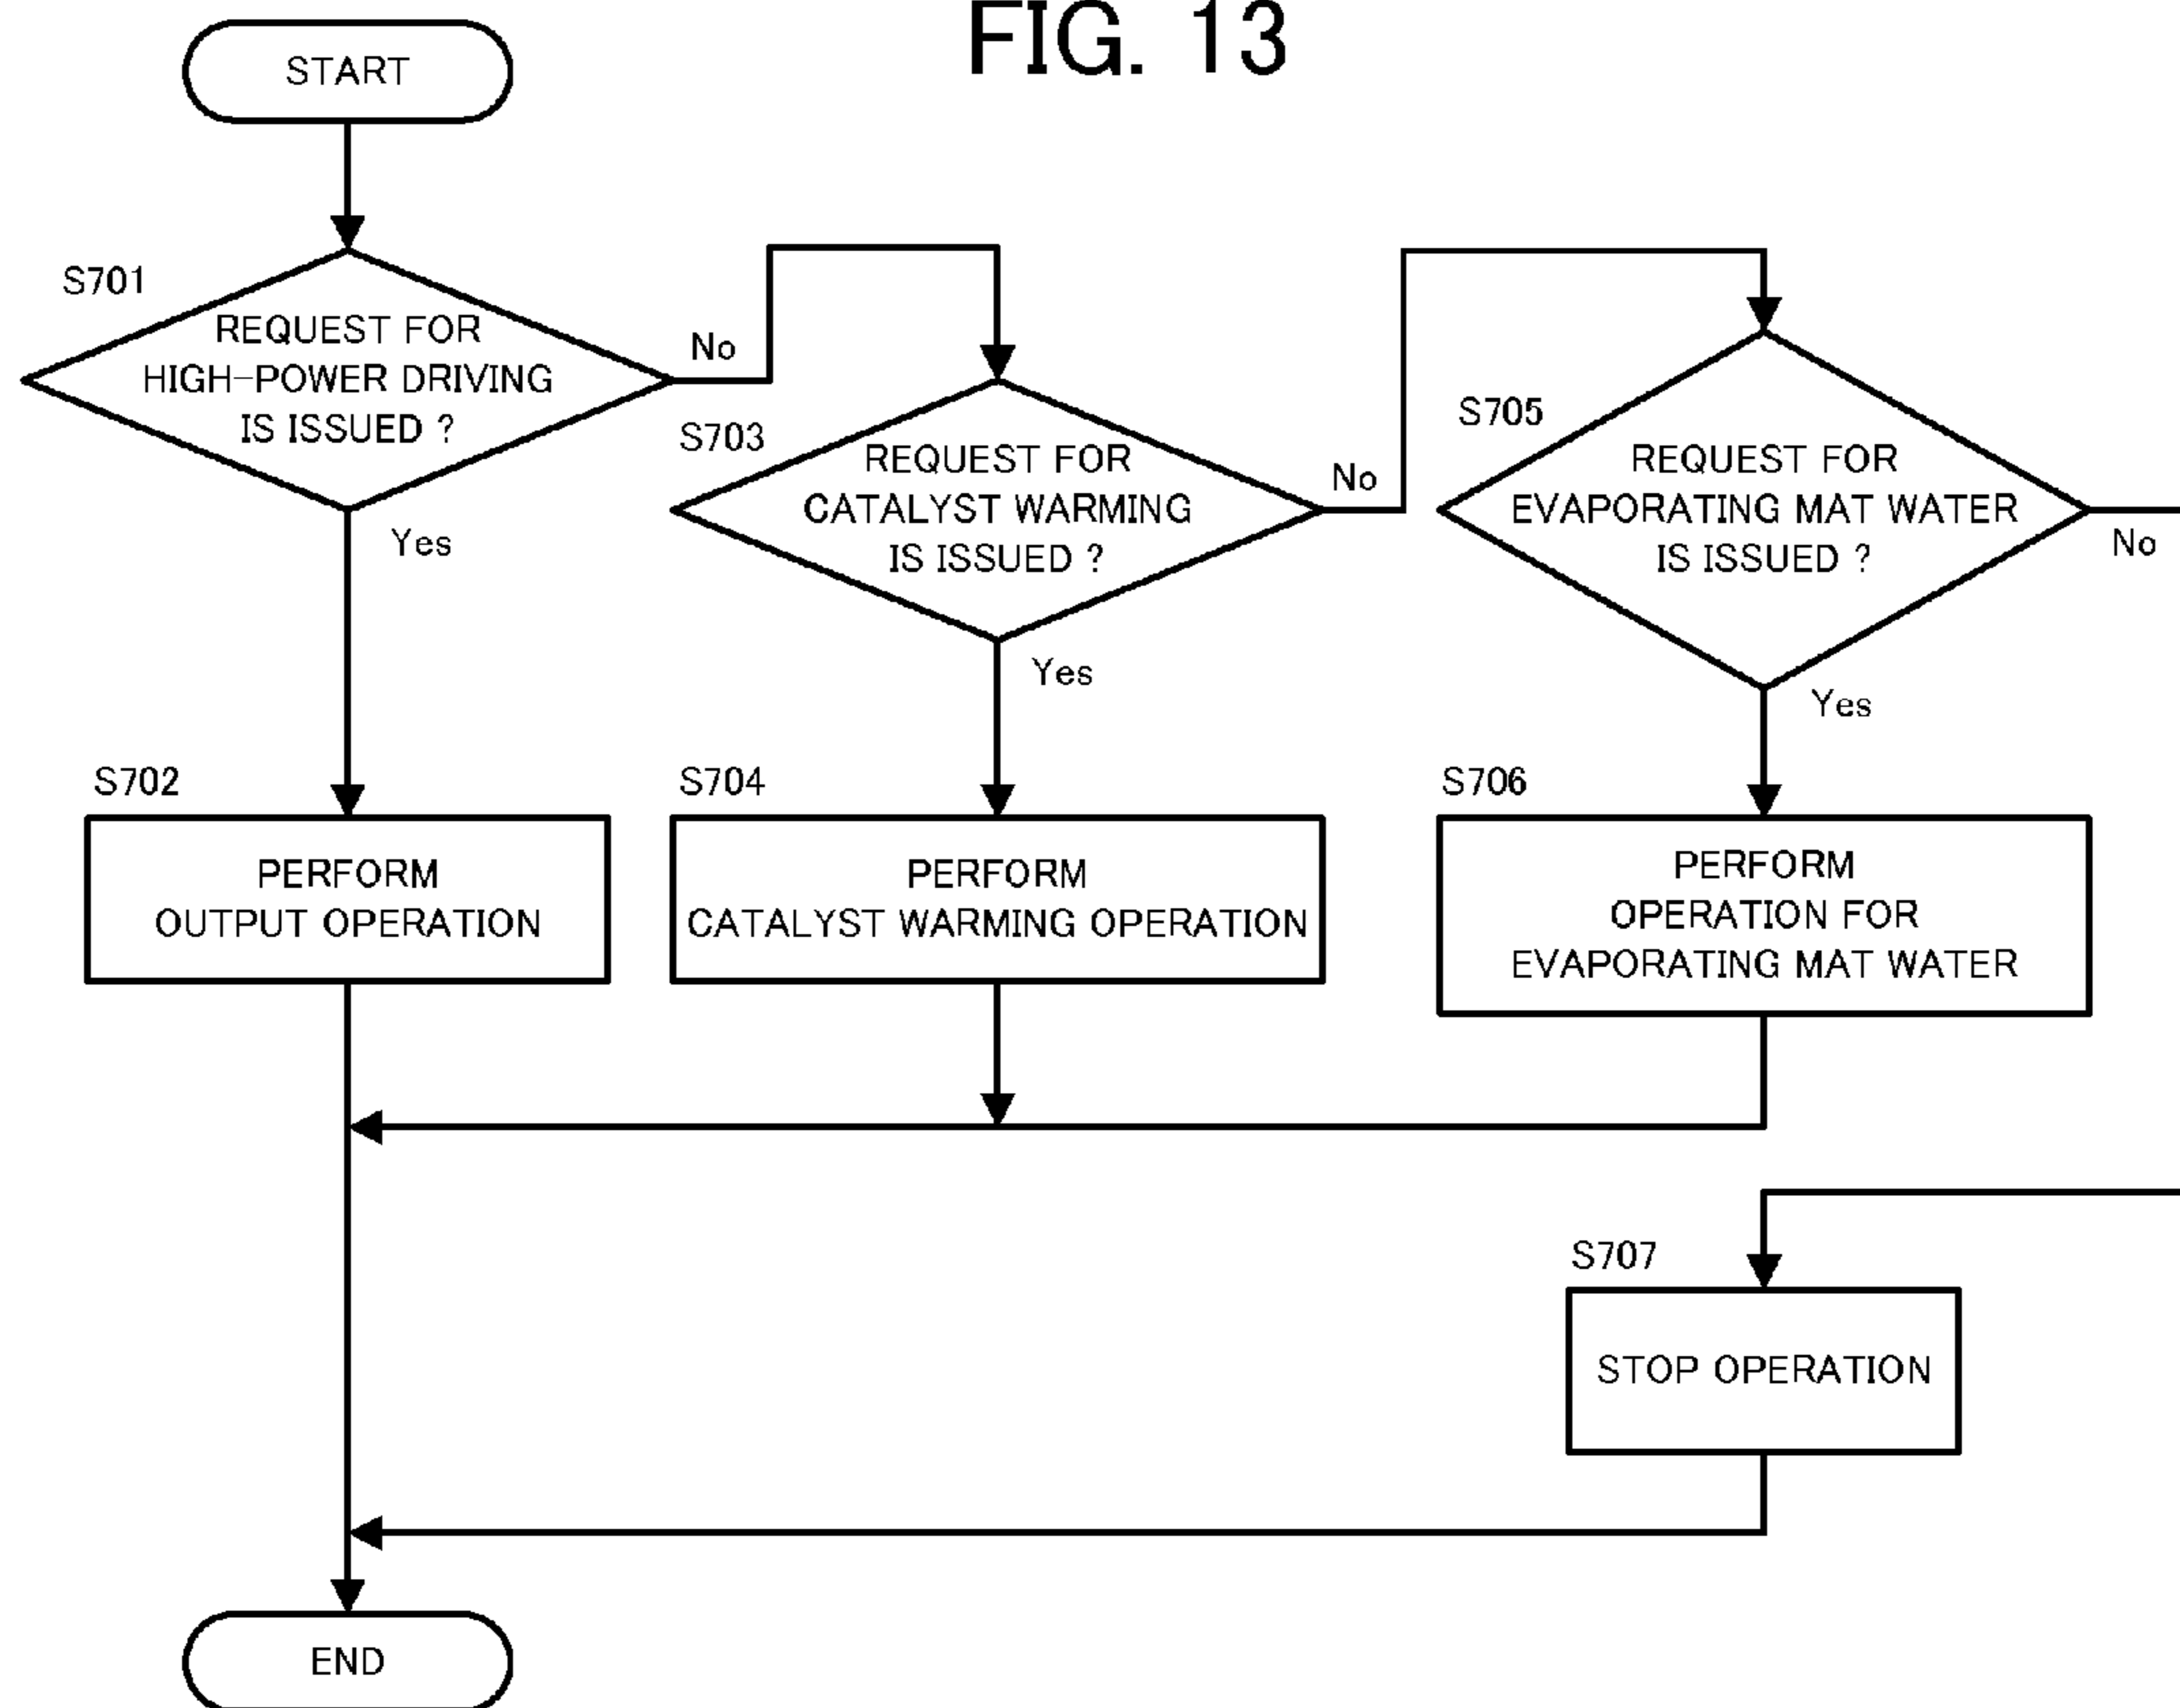 FIG. 13
START
S701
REQUEST FOR
HIGH-POWER DRIVING
IS ISSUED ?
No
Yes
S703
REQUEST FOR
CATALYST WARMING
IS ISSUED ?
No
Yes
S705
REQUEST FOR
EVAPORATING MAT WATER
IS ISSUED ?
No
Yes
S702
PERFORM
OUTPUT OPERATION
S704
PERFORM
CATALYST WARMING OPERATION
S706
PERFORM
OPERATION FOR
EVAPORATING MAT WATER
S707
STOP OPERATION
END